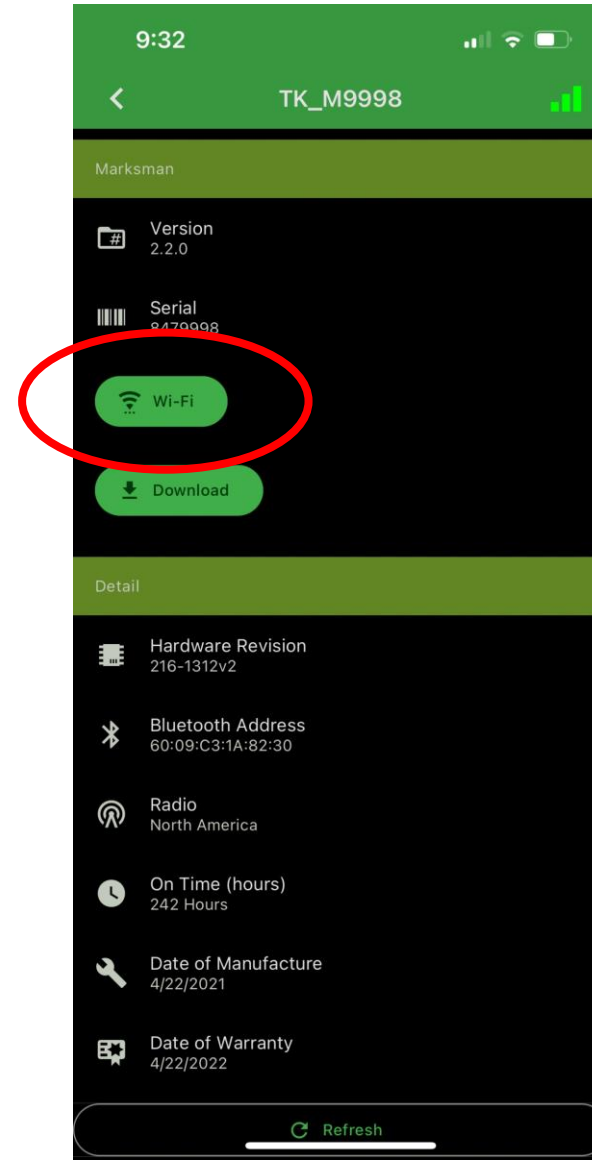 9:32
TK_M9998
Marksman
Version
2.2.0
Serial
8479998
Wi-Fi
Download
Detail
Hardware Revision
216-1312v2
Bluetooth Address
60:09:C3:1A:82:30
Radio
North America
On Time (hours)
242 Hours
Date of Manufacture
4/22/2021
Date of Warranty
4/22/2022
Refresh